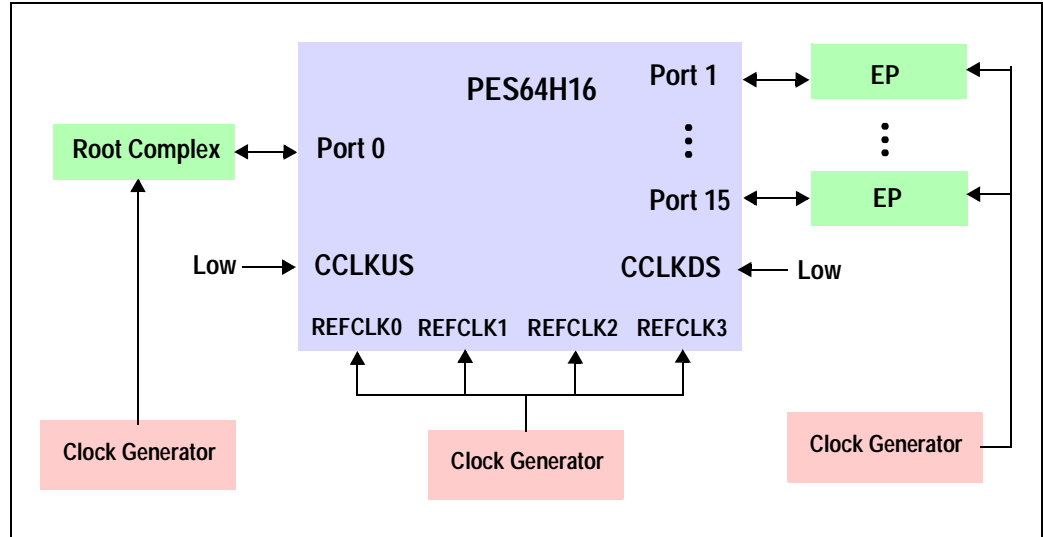 PES64H16
Port 1
EP
Root Complex
Port 0
Port 15
EP
Low
CCLKUS
CCLKDS
Low
REFCLK0
REFCLK1
REFCLK2
REFCLK3
Clock Generator
Clock Generator
Clock Generator